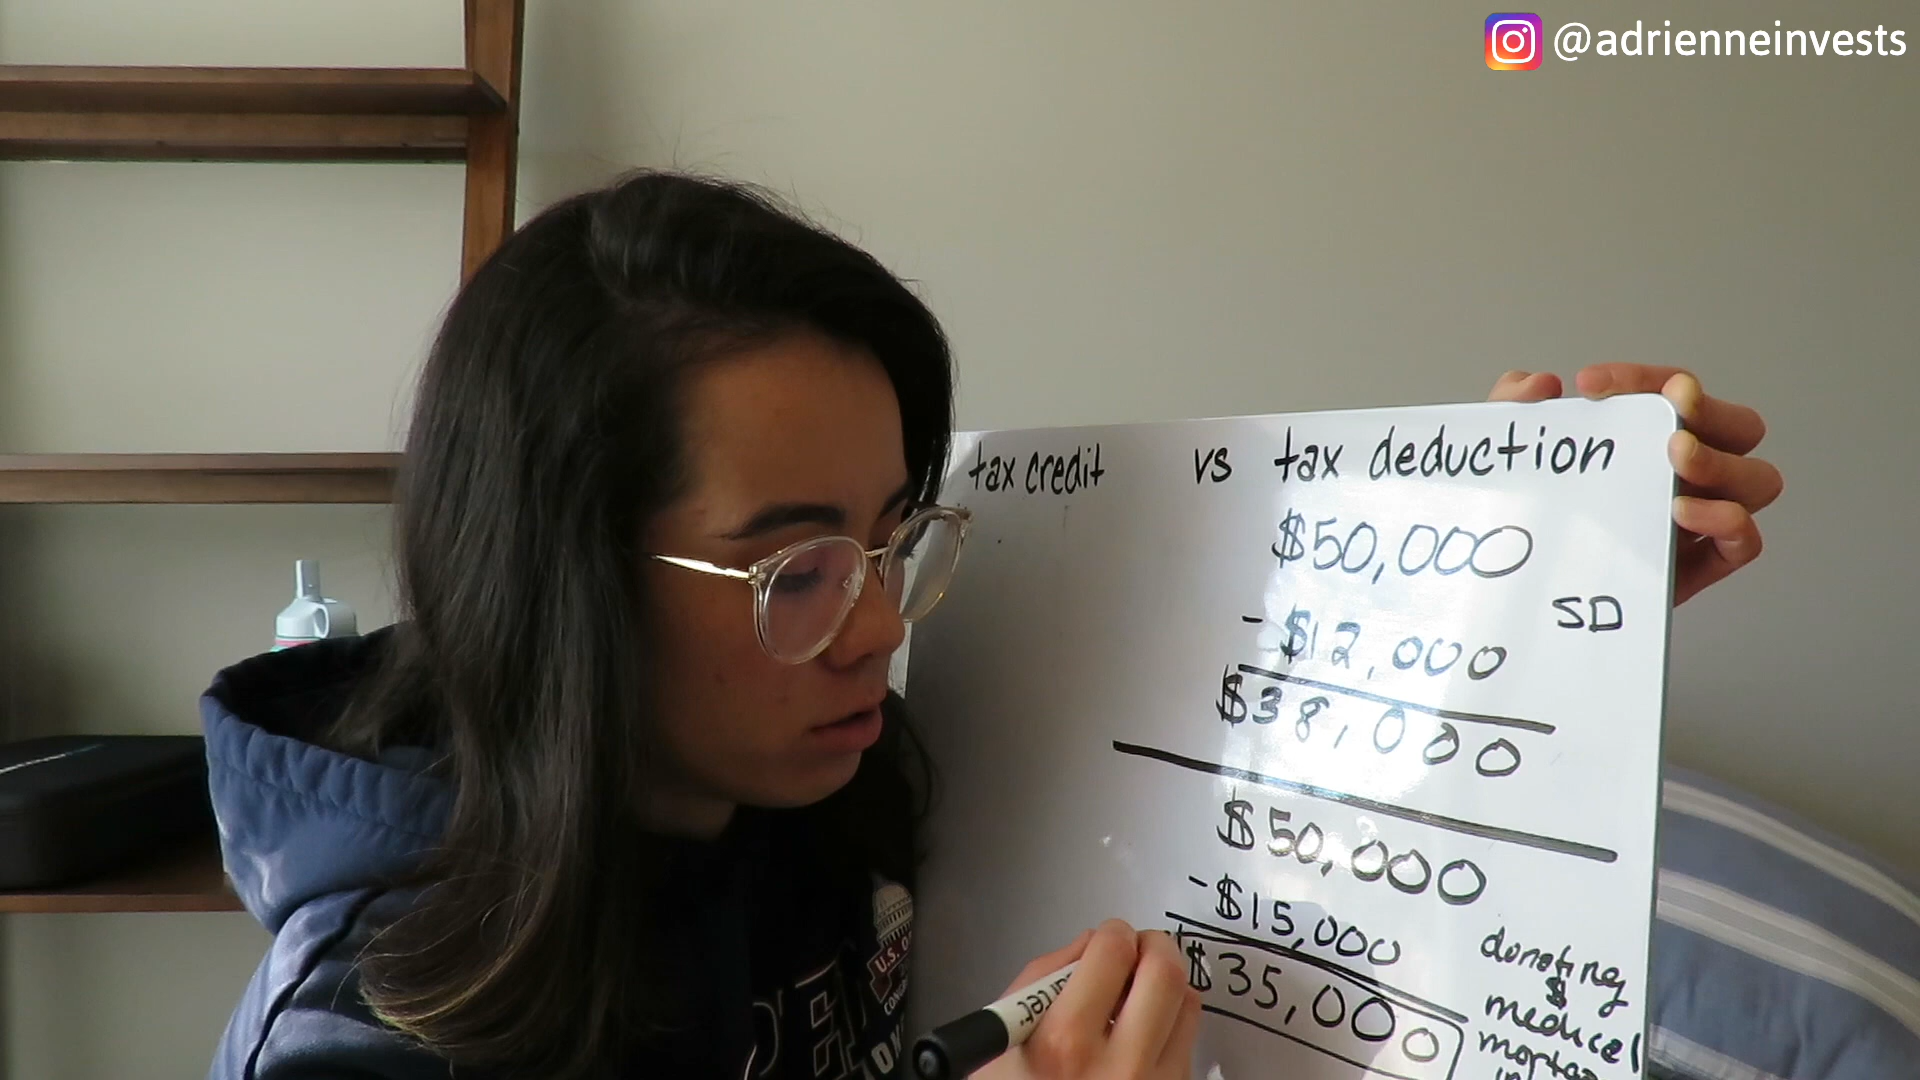 @adrienneinvests
tax credit vs tax deduction
$50,000
SD
- $12,000
$38,000
$50,000
- $15,000
$35,000
donating
$
medical
U.S.